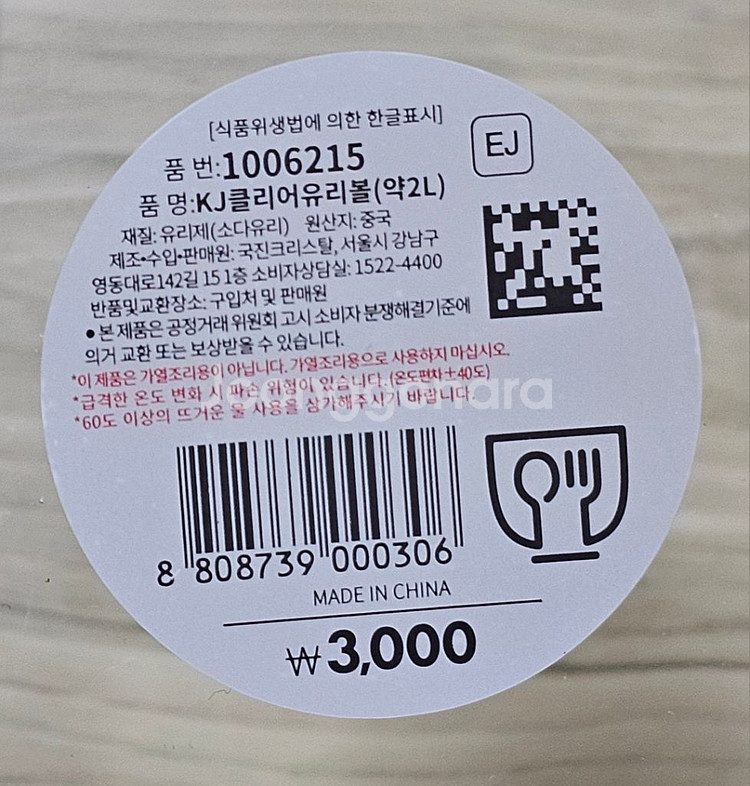 [식품위생법에 의한 한글표시]
EJ
품 번:1006215
품 명:KJ클리어유리볼(약2L)
재질: 유리제(소다유리) 원산지: 중국
제조•수입•판매원: 국진크리스탈, 서울시 강남구
영동대로142길 15 1층 소비자상담실: 1522-4400
반품및교환장소: 구입처 및 판매원
● 본 제품은 공정거래 위원회 고시 소비자 분쟁해결기준에
의거 교환 또는 보상받을 수 있습니다.
*이 제품은 가열조리용이 아닙니다. 가열조리용으로 사용하지 마십시오.
*급격한 온도 변화 시 파손 위험이 있습니다. (온도편차±40도)
*60도 이상의 뜨거운 물 사용을 삼가해주시기 바랍니다.
8 808739 000306
MADE IN CHINA
₩3,000